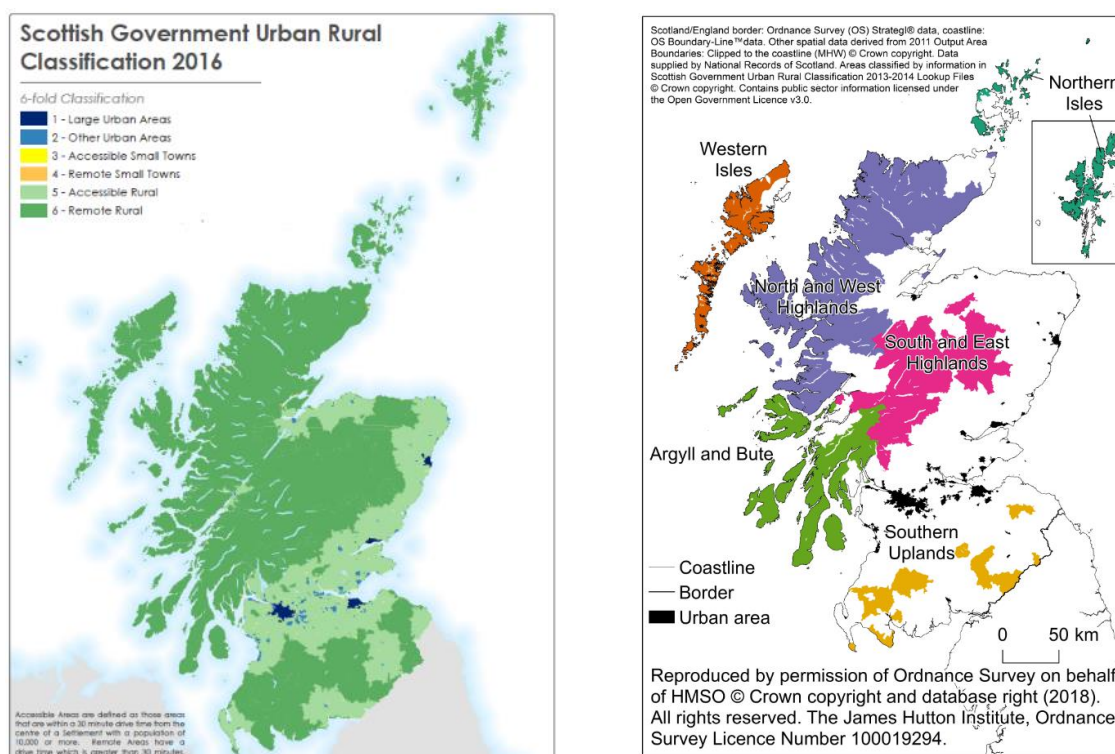 Scottish Government Urban Rural
Classification 2016
6-fold Classification
1 - Large Urban Areas
2 - Other Urban Areas
3 - Accessible Small Towns
4 - Remote Small Towns
5 - Accessible Rural
6 - Remote Rural
Accessible Areas are defined as those areas
that are within a 30 minute drive time from the
centre of a Settlement with a population of
10,000 or more. Remote Areas have a
drive time which is greater than 30 minutes.
Scotland/England border: Ordnance Survey (OS) Strategi® data, coastline:
OS Boundary-Line™data. Other spatial data derived from 2011 Output Area
Boundaries: Clipped to the coastline (MHW) © Crown copyright. Data
supplied by National Records of Scotland. Areas classified by information in
Scottish Government Urban Rural Classification 2013-2014 Lookup Files
© Crown copyright. Contains public sector information licensed under
the Open Government Licence v3.0.
Northern
Isles
Western
Isles
North and West
Highlands
South and East
Highlands
Argyll and Bute
Southern
Uplands
Coastline
Border
Urban area
0 50 km
Reproduced by permission of Ordnance Survey on behalf
of HMSO © Crown copyright and database right (2018).
All rights reserved. The James Hutton Institute, Ordnance
Survey Licence Number 100019294.